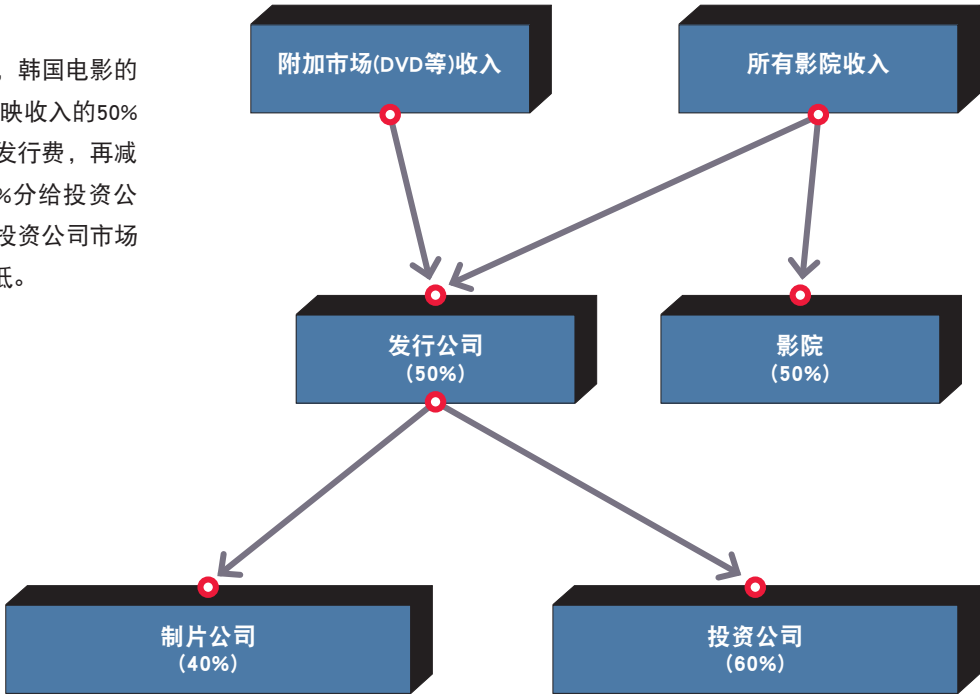 ，韩国电影的
映收入的50%
发行费，再减
%分给投资公
投资公司市场
低。
附加市场(DVD等)收入
所有影院收入
发行公司
(50%)
影院
(50%)
制片公司
(40%)
投资公司
(60%)